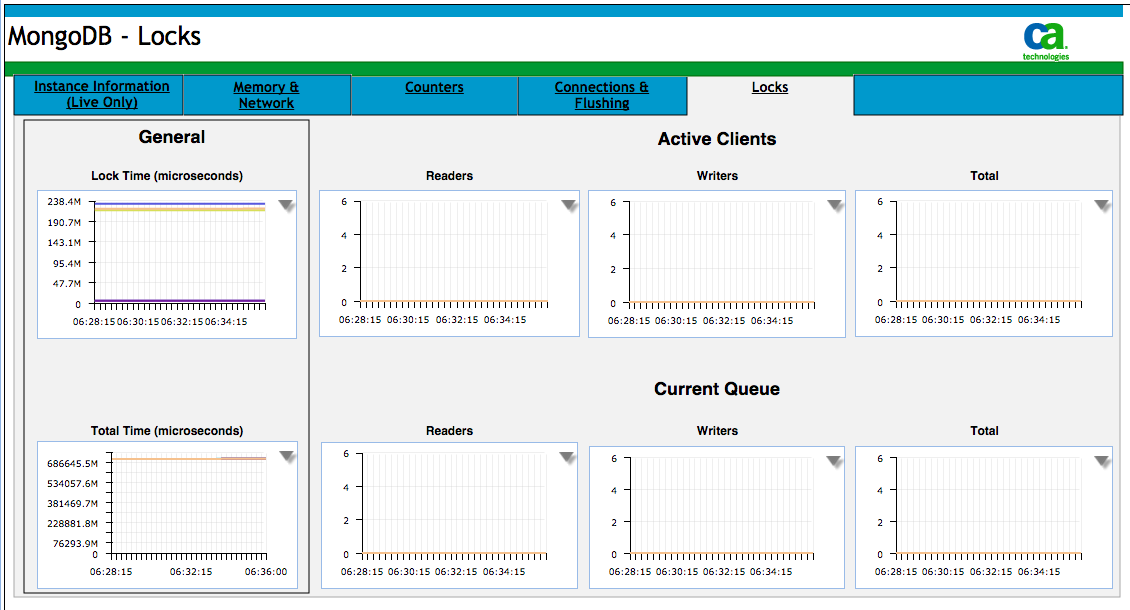 MongoDB - Locks
ca
technologies
Instance Information
(Live Only)
Memory &
Network
Counters
Connections &
Flushing
Locks
General
Active Clients
Lock Time (microseconds)
Readers
Writers
Total
238.4M
190.7M
143.1M
95.4M
47.7M
0
06:28:15 06:30:15 06:32:15 06:34:15
6
4
2
0
06:28:15 06:30:15 06:32:15 06:34:15
6
4
2
0
06:28:15 06:30:15 06:32:15 06:34:15
6
4
2
0
06:28:15 06:30:15 06:32:15 06:34:15
Current Queue
Total Time (microseconds)
Readers
Writers
Total
686645.5M
534057.6M
381469.7M
228881.8M
76293.9M
0
06:28:15 06:32:15 06:36:00
6
4
2
0
06:28:15 06:30:15 06:32:15 06:34:15
6
4
2
0
06:28:15 06:30:15 06:32:15 06:34:15
6
4
2
0
06:28:15 06:30:15 06:32:15 06:34:15